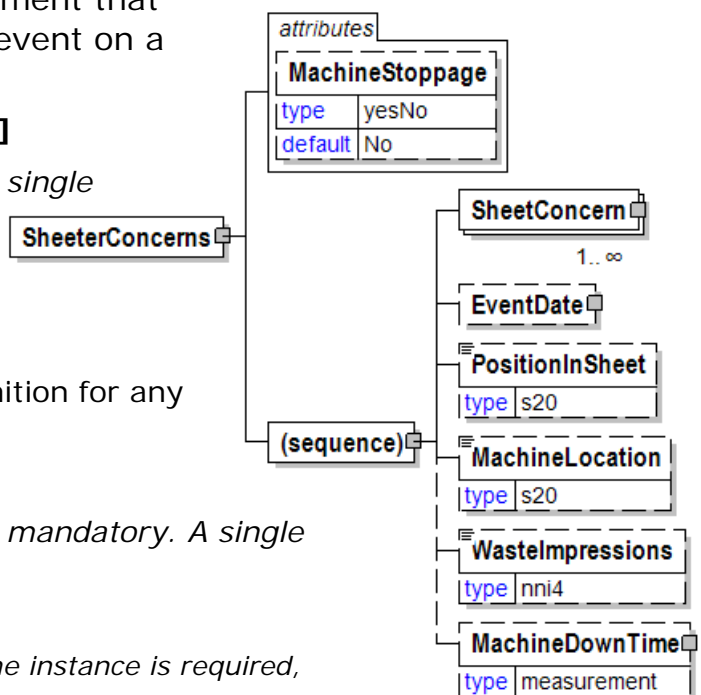 ment that
event on a
]
single
nition for any
mandatory. A single
ne instance is required,
attributes
MachineStoppage
type yesNo
default No
SheeterConcerns
(sequence)
SheetConcern
1.. ∞
EventDate
PositionInSheet
type s20
MachineLocation
type s20
WasteImpressions
type nni4
MachineDownTime
type measurement